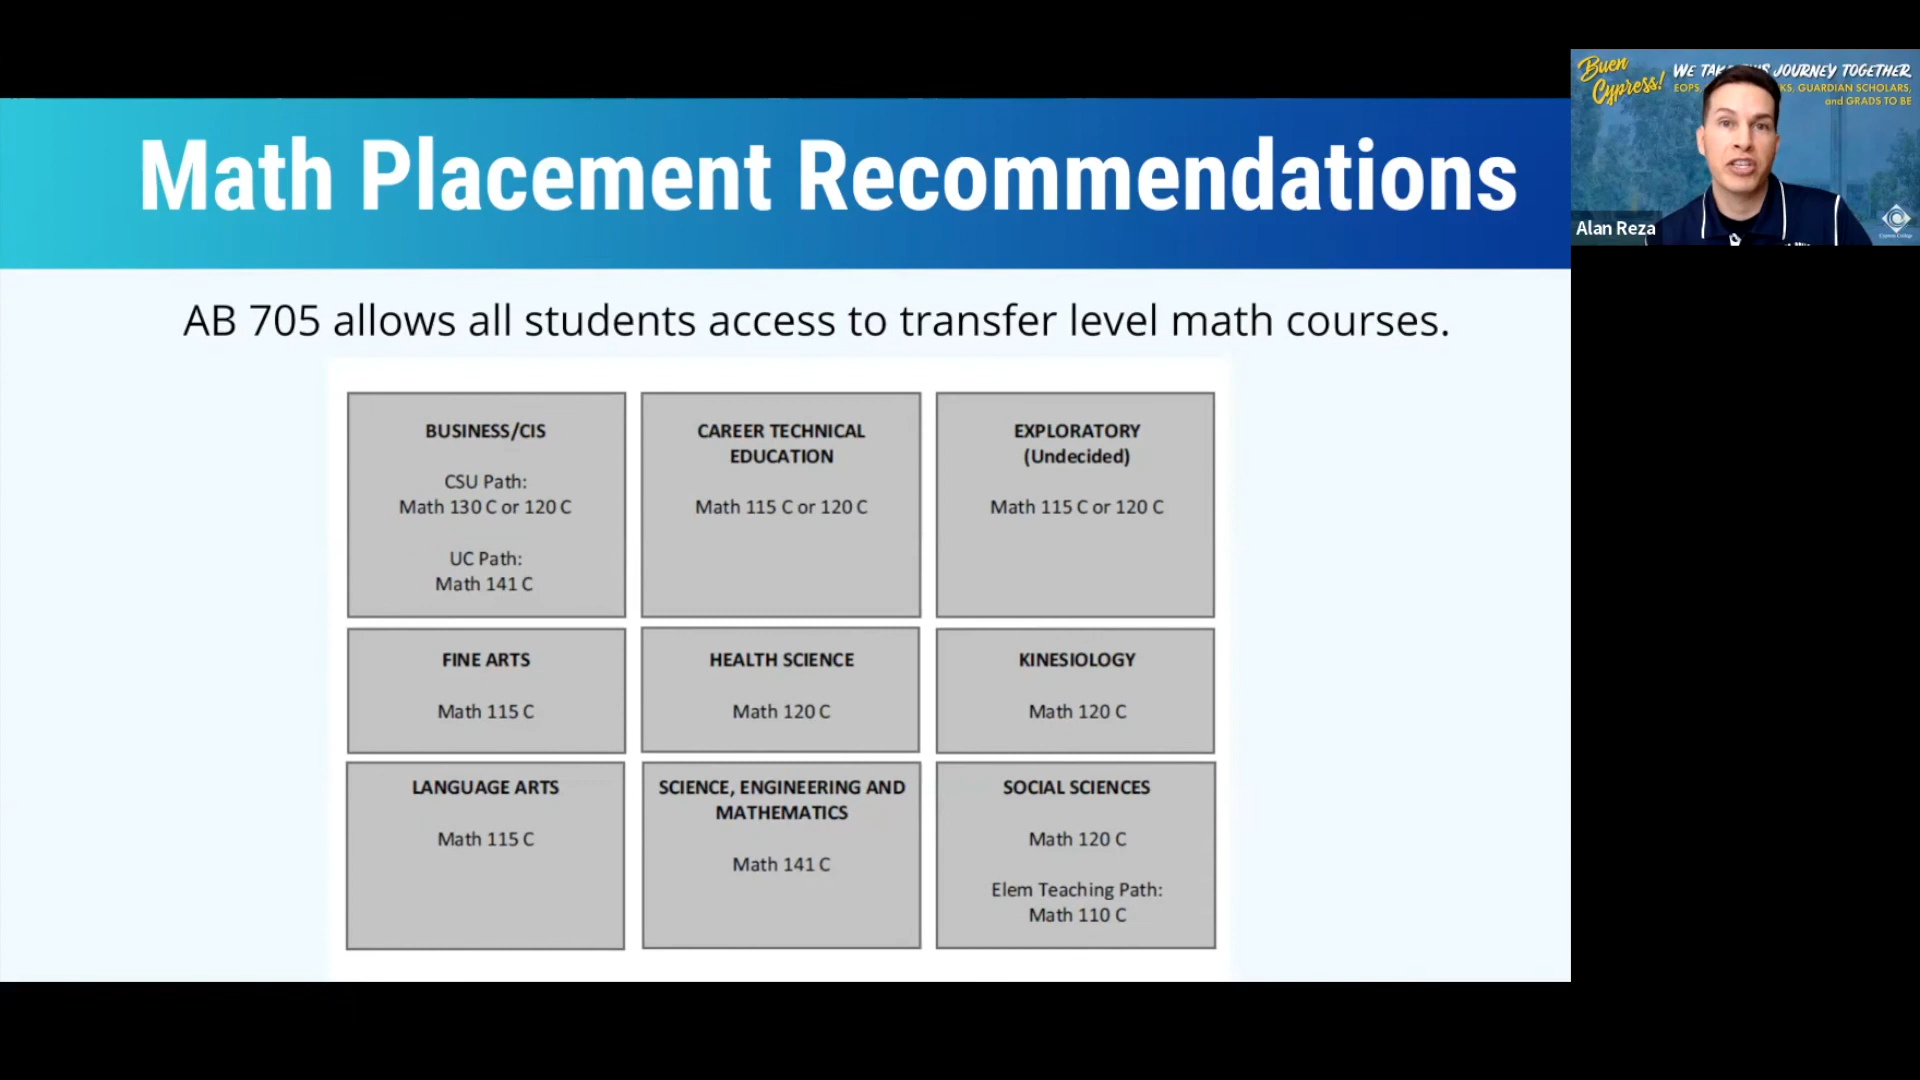 Math Placement Recommendations
AB 705 allows all students access to transfer level math courses.
BUSINESS/CIS
CSU Path:
Math 130 C or 120 C
UC Path:
Math 141 C
CAREER TECHNICAL
EDUCATION
Math 115 C or 120 C
EXPLORATORY
(Undecided)
Math 115 C or 120 C
FINE ARTS
Math 115 C
HEALTH SCIENCE
Math 120 C
KINESIOLOGY
Math 120 C
LANGUAGE ARTS
Math 115 C
SCIENCE, ENGINEERING AND
MATHEMATICS
Math 141 C
SOCIAL SCIENCES
Math 120 C
Elem Teaching Path:
Math 110 C
Buen
Cypress!
WE JOURNEY TOGETHER
EOPS, GUARDIAN SCHOLARS,
and GRADS TO BE
Alan Reza
Cypress College